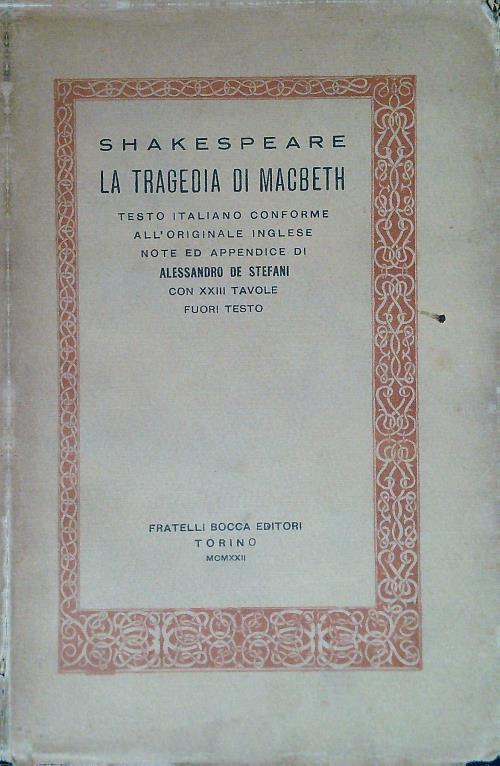 SHAKESPEARE
LA TRAGEDIA DI MACBETH
TESTO ITALIANO CONFORME
ALL'ORIGINALE INGLESE
NOTE ED APPENDICE DI
ALESSANDRO DE STEFANI
CON XXIII TAVOLE
FUORI TESTO
FRATELLI BOCCA EDITORI
TORINO
MCMXXII